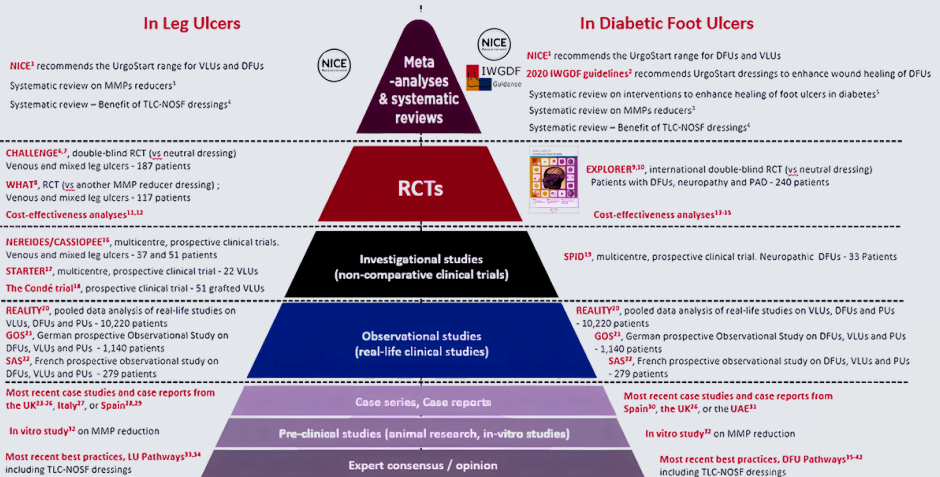 In Leg Ulcers
In Diabetic Foot Ulcers
NICE¹ recommends the UrgoStart range for VLUs and DFUs
Systematic review on MMPs reducers³
Systematic review – Benefit of TLC-NOSF dressings⁴
NICE
Meta
-analyses
& systematic
reviews
NICE
IWGDF
Guidance
NICE¹ recommends the UrgoStart range for DFUs and VLUs
2020 IWGDF guidelines² recommends UrgoStart dressings to enhance wound healing of DFUs
Systematic review on interventions to enhance healing of foot ulcers in diabetes⁵
Systematic review on MMPs reducers³
Systematic review – Benefit of TLC-NOSF dressings⁴
CHALLENGE⁶,⁷, double-blind RCT (vs neutral dressing)
Venous and mixed leg ulcers - 187 patients
WHAT⁸, RCT (vs another MMP reducer dressing) ;
Venous and mixed leg ulcers - 117 patients
Cost-effectiveness analyses¹¹,¹²
RCTs
EXPLORER⁹,¹⁰, international double-blind RCT (vs neutral dressing)
Patients with DFUs, neuropathy and PAD - 240 patients
Cost-effectiveness analyses¹³-¹⁵
NEREIDES/CASSIOPEE¹⁶, multicentre, prospective clinical trials.
Venous and mixed leg ulcers - 37 and 51 patients
STARTER¹⁷, multicentre, prospective clinical trial - 22 VLUs
The Condé trial¹⁸, prospective clinical trial - 51 grafted VLUs
Investigational studies
(non-comparative clinical trials)
SPID¹⁹, multicentre, prospective clinical trial. Neuropathic DFUs - 33 Patients
REALITY²⁰, pooled data analysis of real-life studies on
VLUs, DFUs and PUs - 10,220 patients
GOS²¹, German prospective Observational Study on
DFUs, VLUs and PUs - 1,140 patients
SAS²², French prospective observational study on
DFUs, VLUs and PUs - 279 patients
Observational studies
(real-life clinical studies)
REALITY²⁰, pooled data analysis of real-life studies on VLUs, DFUs and PUs
- 10,220 patients
GOS²¹, German prospective Observational Study on DFUs, VLUs and PUs
- 1,140 patients
SAS²², French prospective observational study on DFUs, VLUs and PUs
- 279 patients
Most recent case studies and case reports from
the UK²³-²⁶, Italy²⁷, or Spain²⁸,²⁹
Case series, Case reports
Most recent case studies and case reports from
Spain³⁰, the UK²⁶, or the UAE³¹
In vitro study³² on MMP reduction
Pre-clinical studies (animal research, in-vitro studies)
In vitro study³² on MMP reduction
Most recent best practices, LU Pathways³³,³⁴
including TLC-NOSF dressings
Expert consensus / opinion
Most recent best practices, DFU Pathways³⁵-⁴²
including TLC-NOSF dressings